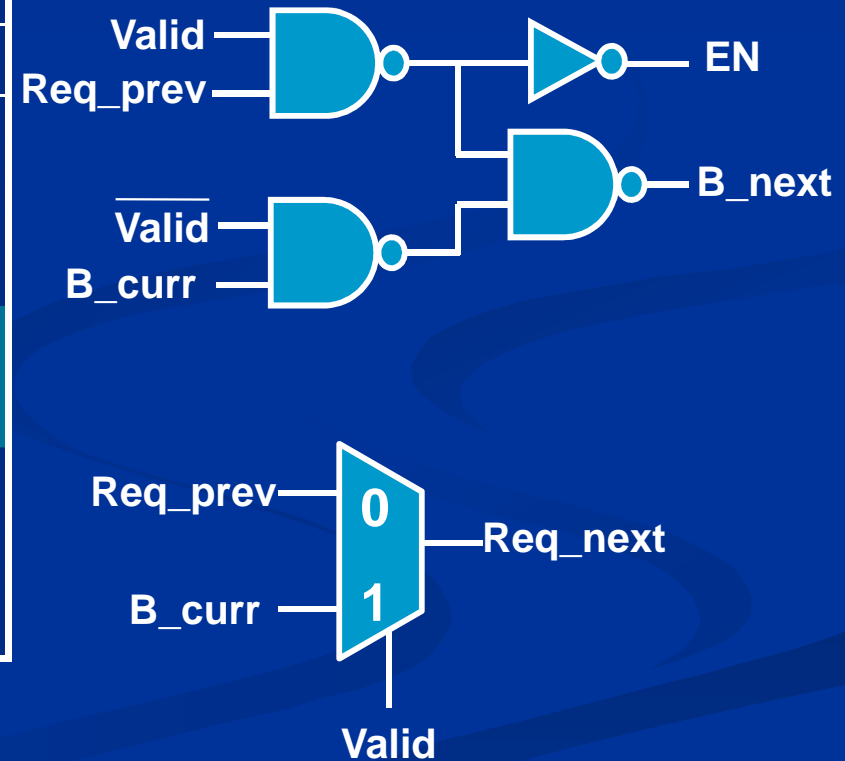 Valid
Req_prev
EN
B_next
Valid
B_curr
Req_prev
0
Req_next
B_curr
1
Valid